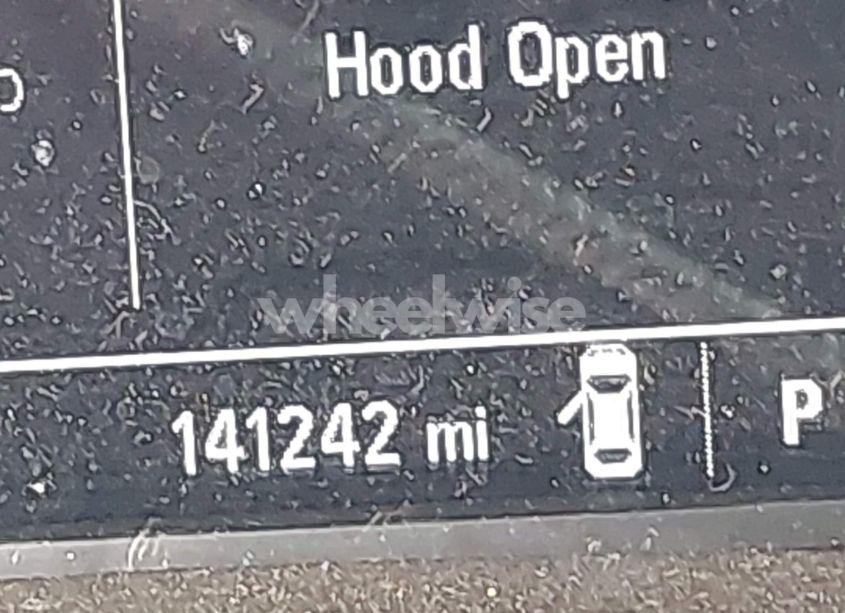 Hood Open
wheelwise
141242 mi
P